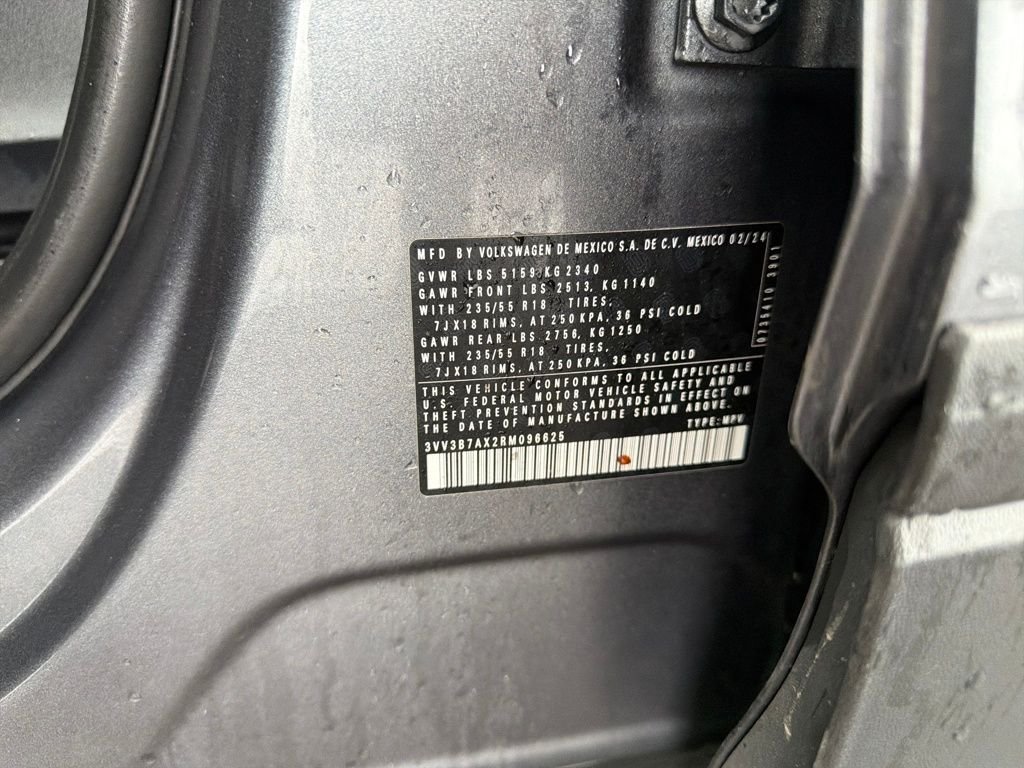 MFD BY VOLKSWAGEN DE MEXICO S.A. DE C.V. MEXICO 02/24
GVWR LBS 5159 KG 2340
GAWR FRONT LBS 2513, KG 1140
WITH 235/55 R18 TIRES,
7JX18 RIMS, AT 250 KPA, 36 PSI COLD
GAWR REAR LBS 2756, KG 1250
WITH 235/55 R18 TIRES,
7JX18 RIMS, AT 250 KPA, 36 PSI COLD
0735410 3901
THIS VEHICLE CONFORMS TO ALL APPLICABLE
U.S. FEDERAL MOTOR VEHICLE SAFETY AND
THEFT PREVENTION STANDARDS IN EFFECT ON
THE DATE OF MANUFACTURE SHOWN ABOVE.
TYPE: MPV
3VV3B7AX2RM096625